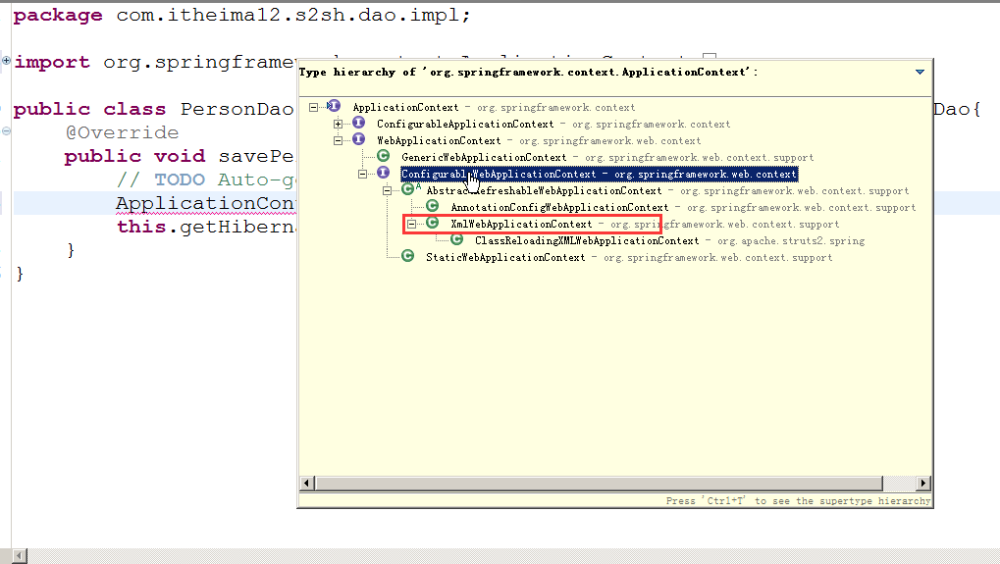 package com.itheima12.s2sh.dao.impl;
import org.springframew
Type hierarchy of 'org.springframework.context.ApplicationContext':
public class PersonDao
Dao{
@Override
public void savePe
// TODO Auto-ge
ApplicationCon
this.getHiberna
}
}
ApplicationContext - org.springframework.context
ConfigurableApplicationContext - org.springframework.context
WebApplicationContext - org.springframework.web.context
GenericWebApplicationContext - org.springframework.web.context.support
ConfigurableWebApplicationContext - org.springframework.web.context
AbstractRefreshableWebApplicationContext - org.springframework.web.context.support
AnnotationConfigWebApplicationContext - org.springframework.web.context.support
XmlWebApplicationContext - org.springframework.web.context.support
ClassReloadingXMLWebApplicationContext - org.apache.struts2.spring
StaticWebApplicationContext - org.springframework.web.context.support
Press 'Ctrl+T' to see the supertype hierarchy